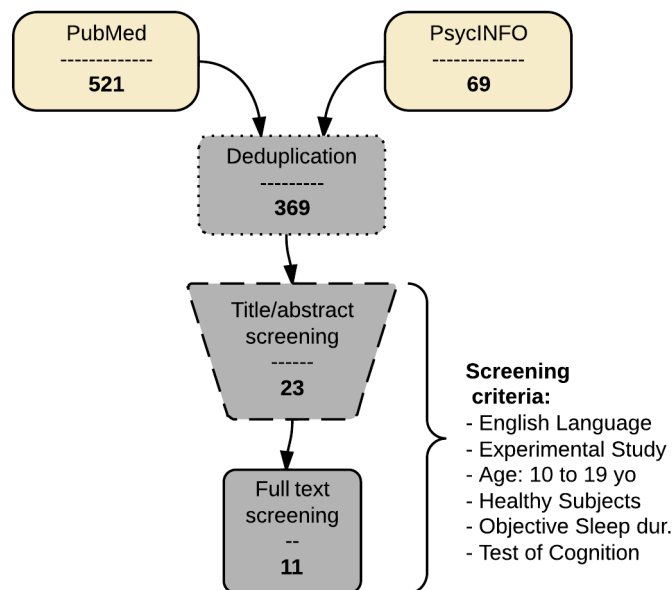 PubMed
-------------
521
PsycINFO
-------------
69
Deduplication
---------
369
Title/abstract
screening
------
23
Full text
screening
--
11
Screening
criteria:
- English Language
- Experimental Study
- Age: 10 to 19 yo
- Healthy Subjects
- Objective Sleep dur.
- Test of Cognition